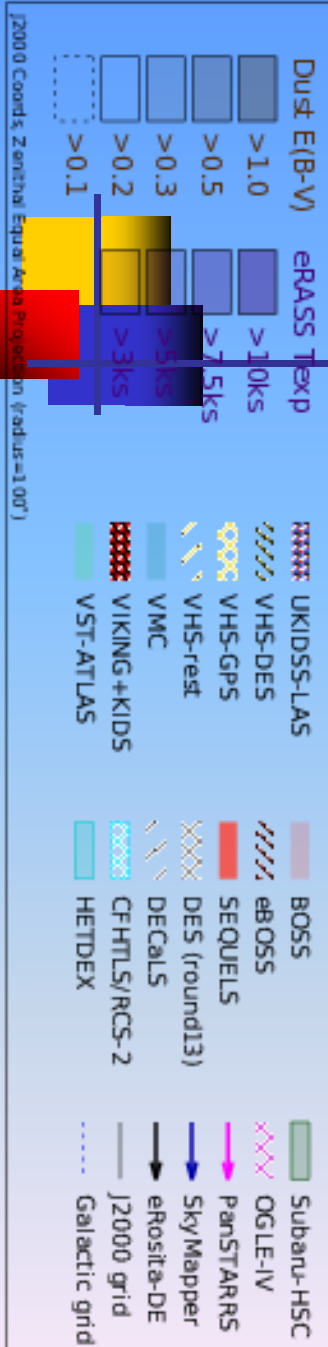 Dust E(B-V)
>1.0
>0.5
>0.3
>0.2
>0.1
eRASS Texp
>10ks
>7.5ks
>5ks
>3ks
UKIDSS-LAS
VHS-DES
VHS-GPS
VHS-rest
VMC
VIKING+KIDS
VST-ATLAS
BOSS
eBOSS
SEQUELS
DES (round13)
DECaLS
CFHTLS/RCS-2
HETDEX
Subaru-HSC
OGLE-IV
PanSTARRS
SkyMapper
eRosita-DE
J2000 grid
Galactic grid
J2000 Coords, Zenithal Equal Area Projection (radius=100°)